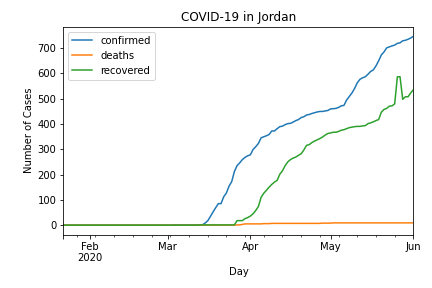 COVID-19 in Jordan
confirmed
deaths
recovered
Number of Cases
700
600
500
400
300
200
100
0
Feb
2020
Mar
Apr
May
Jun
Day